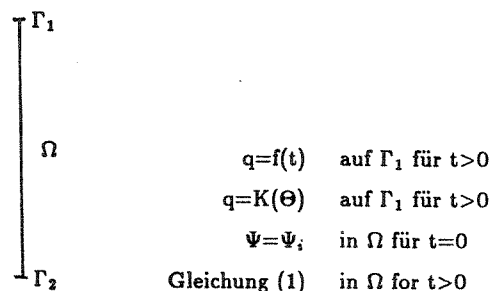 Γ₁
Ω
q=f(t) auf Γ₁ für t>0
q=K(Θ) auf Γ₁ für t>0
Ψ=Ψᵢ in Ω für t=0
Γ₂
Gleichung (1) in Ω for t>0